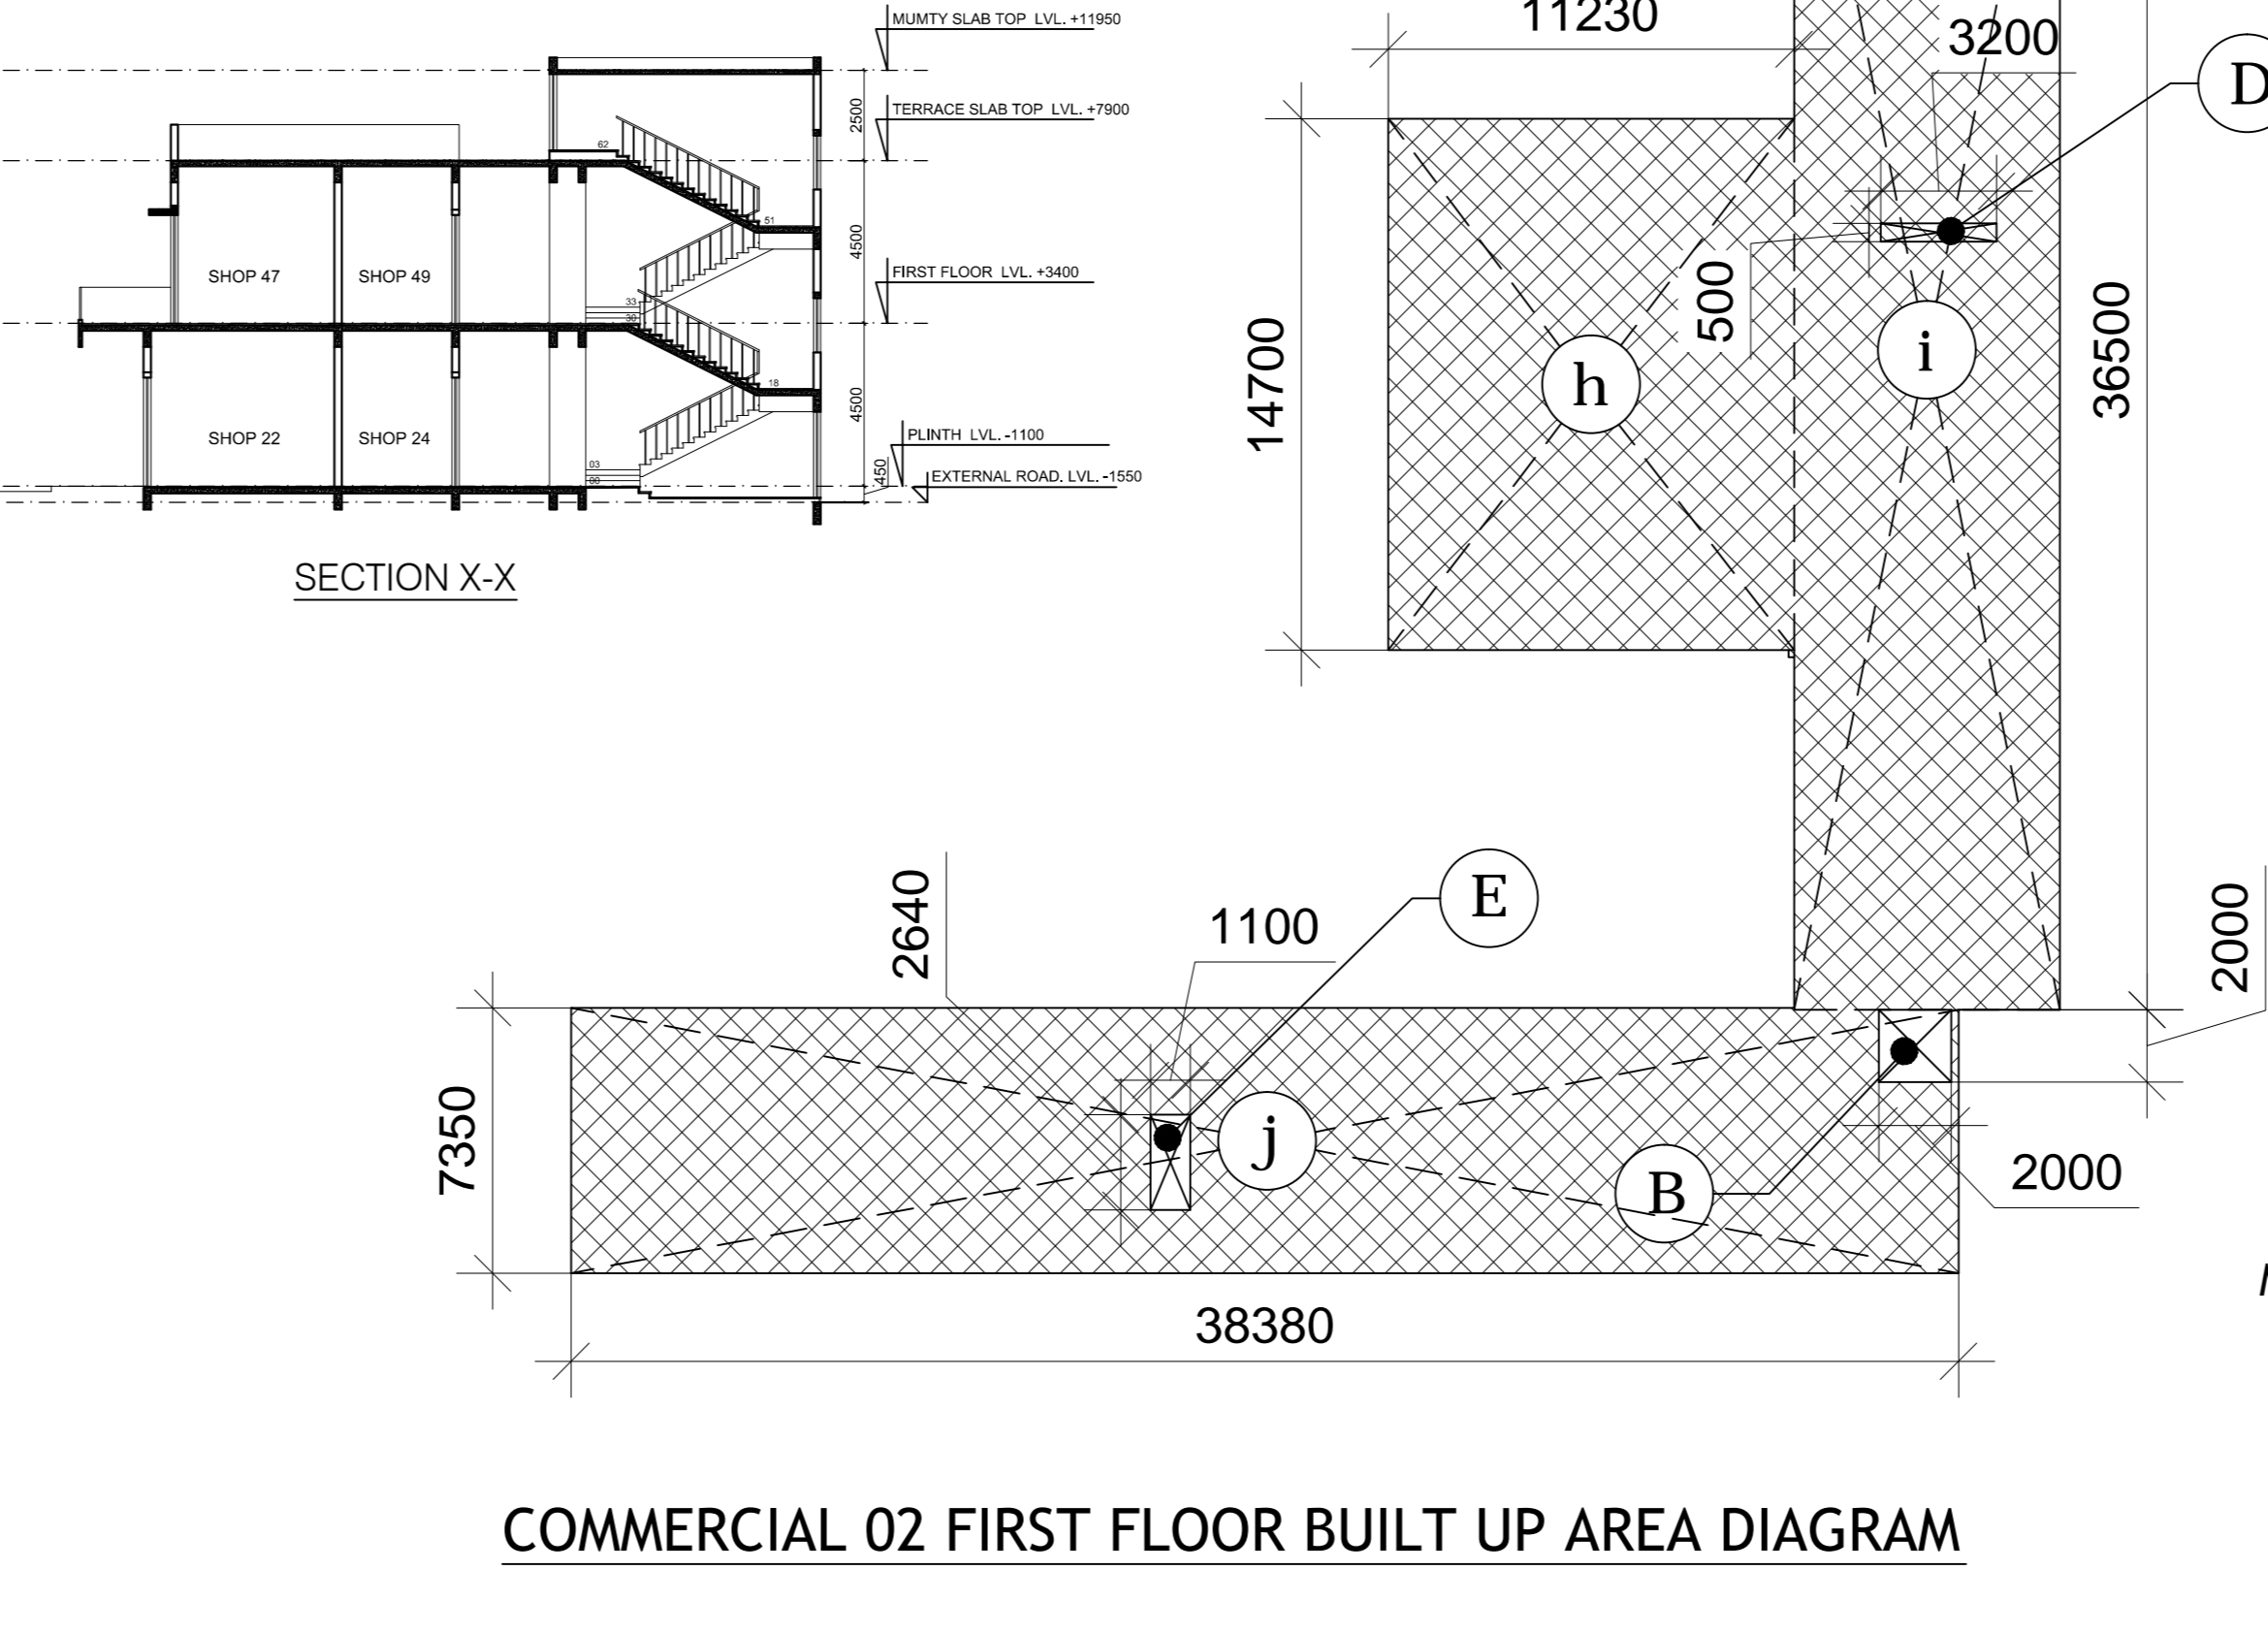 MUMTY SLAB TOP LVL. +11950
2500
TERRACE SLAB TOP LVL. +7900
62
51
4500
SHOP 47
SHOP 49
FIRST FLOOR LVL. +3400
33
30
18
4500
SHOP 22
SHOP 24
PLINTH LVL. -1100
03
00
450
EXTERNAL ROAD. LVL. -1550
SECTION X-X
11230
3200
D
500
14700
h
i
36500
2640
1100
E
2000
7350
j
B
2000
38380
COMMERCIAL 02 FIRST FLOOR BUILT UP AREA DIAGRAM